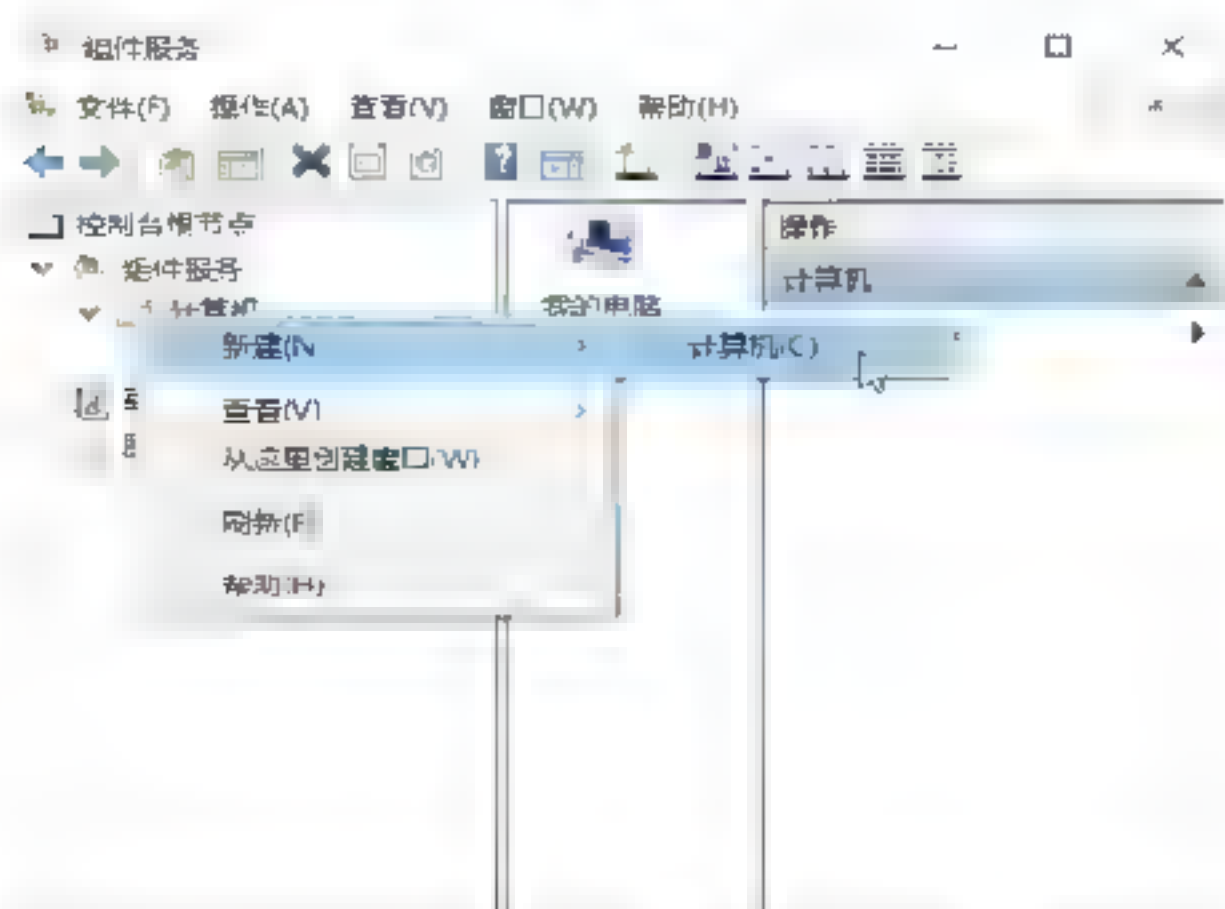 组件服务
文件(F) 操作(A) 查看(V) 窗口(W) 帮助(H)
控制台根节点
组件服务
计算机
我的电脑
操作
计算机
新建(N
计算机(C)
查看(V)
从这里创建窗口(W)
刷新(F
帮助(H)